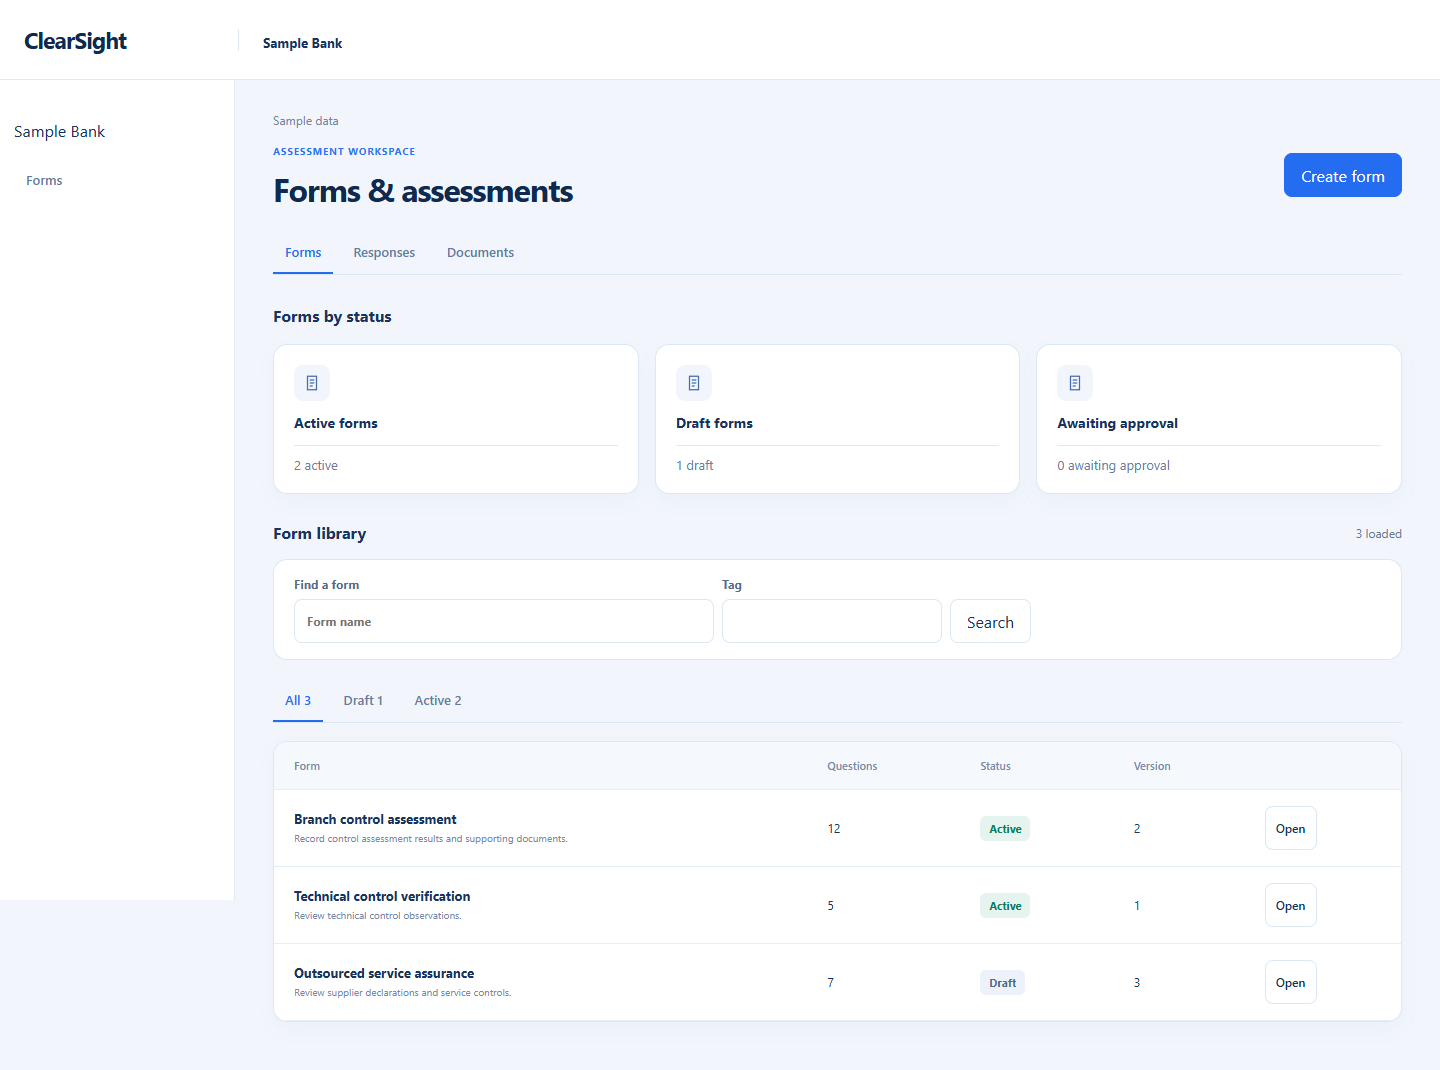 ClearSight
Sample Bank
Sample Bank
Forms
Sample data
ASSESSMENT WORKSPACE
Forms & assessments
Create form
Forms Responses Documents
Forms by status
Active forms
2 active
Draft forms
1 draft
Awaiting approval
0 awaiting approval
Form library
3 loaded
Find a form
Tag
Form name
Search
All 3 Draft 1 Active 2
Form Questions Status Version
Branch control assessment
Record control assessment results and supporting documents.
12 Active 2 Open
Technical control verification
Review technical control observations.
5 Active 1 Open
Outsourced service assurance
Review supplier declarations and service controls.
7 Draft 3 Open